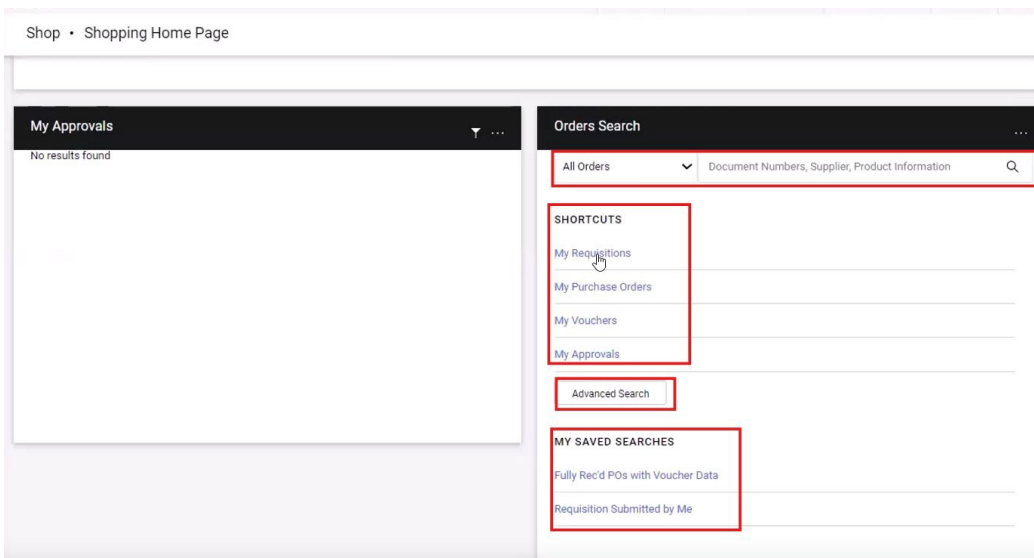 Shop • Shopping Home Page
My Approvals
...
No results found
Orders Search
...
All Orders
Document Numbers, Supplier, Product Information
SHORTCUTS
My Requisitions
My Purchase Orders
My Vouchers
My Approvals
Advanced Search
MY SAVED SEARCHES
Fully Rec'd POs with Voucher Data
Requisition Submitted by Me